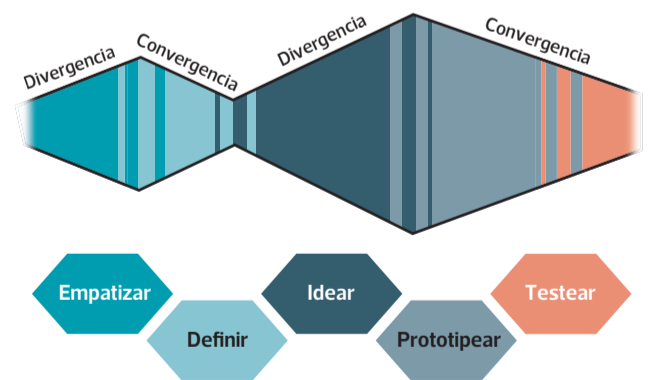 Divergencia
Convergencia
Divergencia
Convergencia
Empatizar
Definir
Idear
Prototipear
Testear